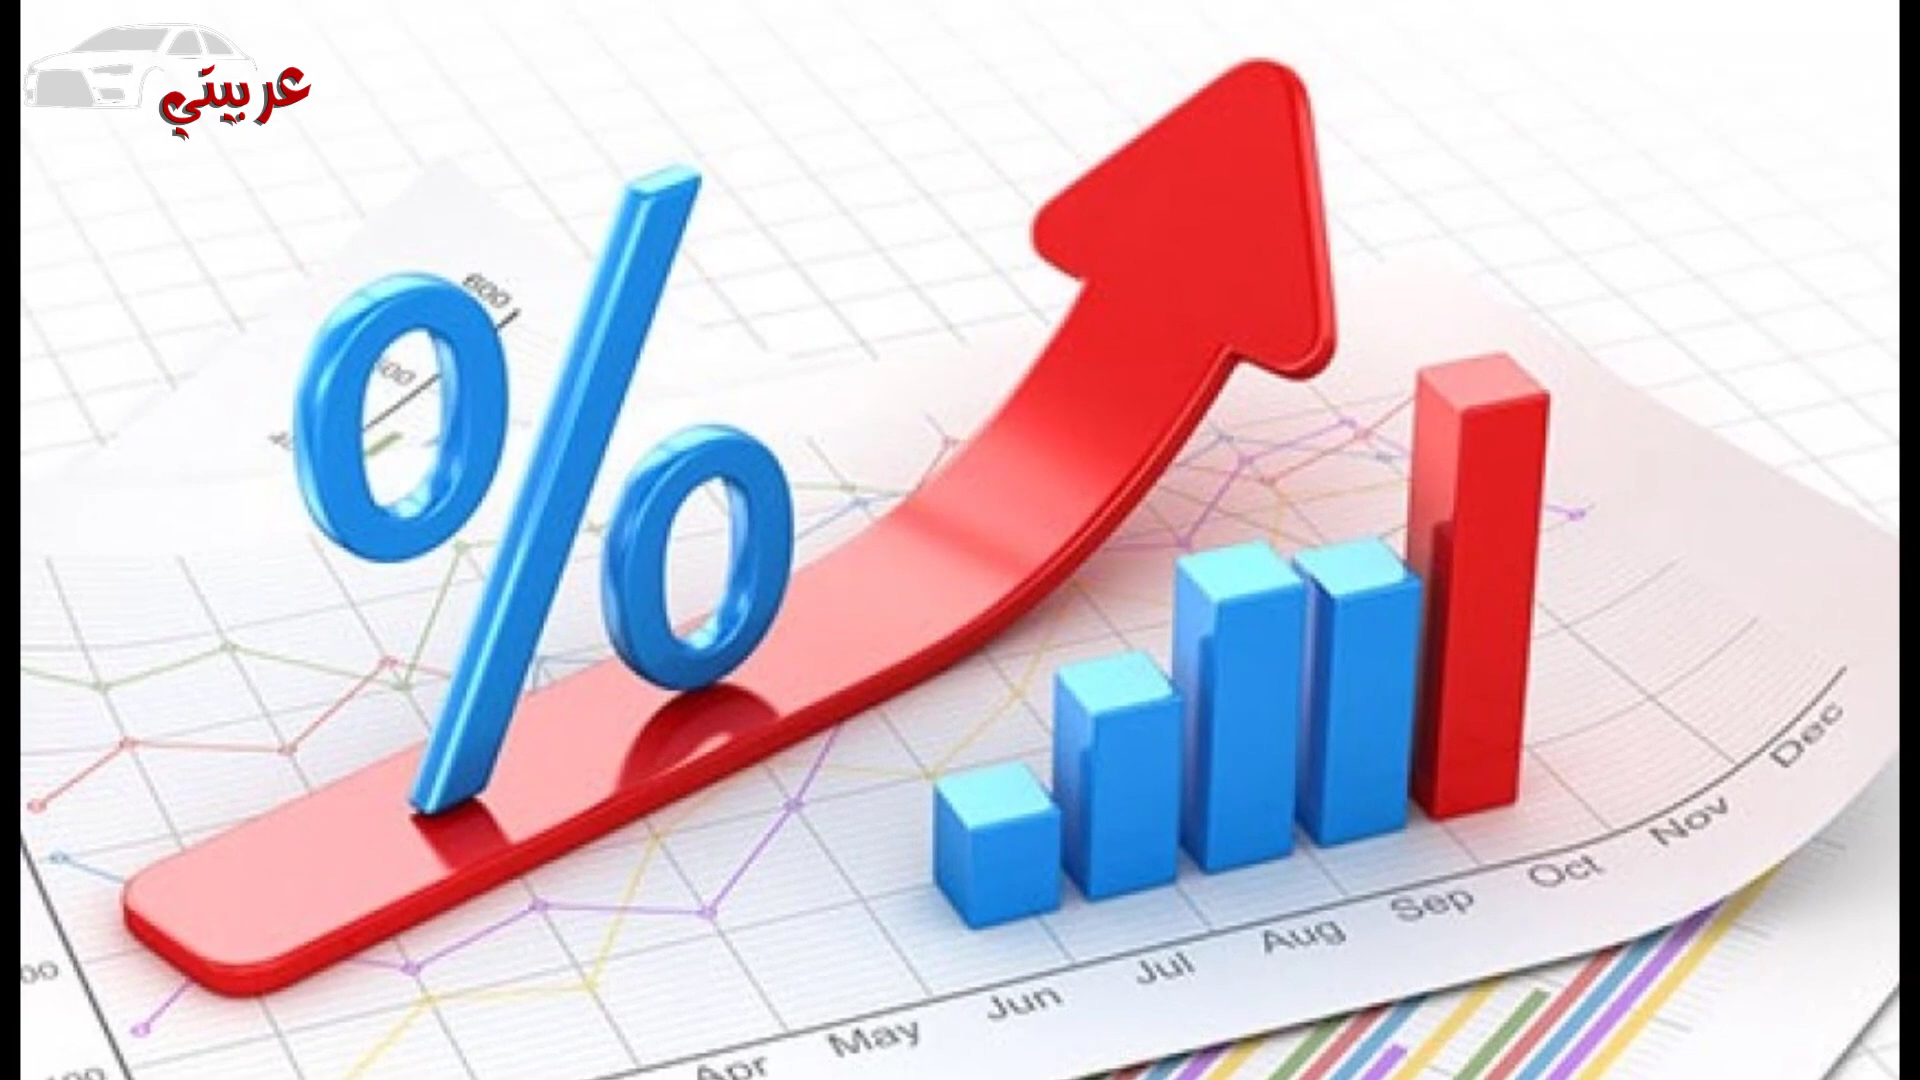 عربيتي
%
600
Apr
May
Jun
Jul
Aug
Sep
Oct
Nov
Dec